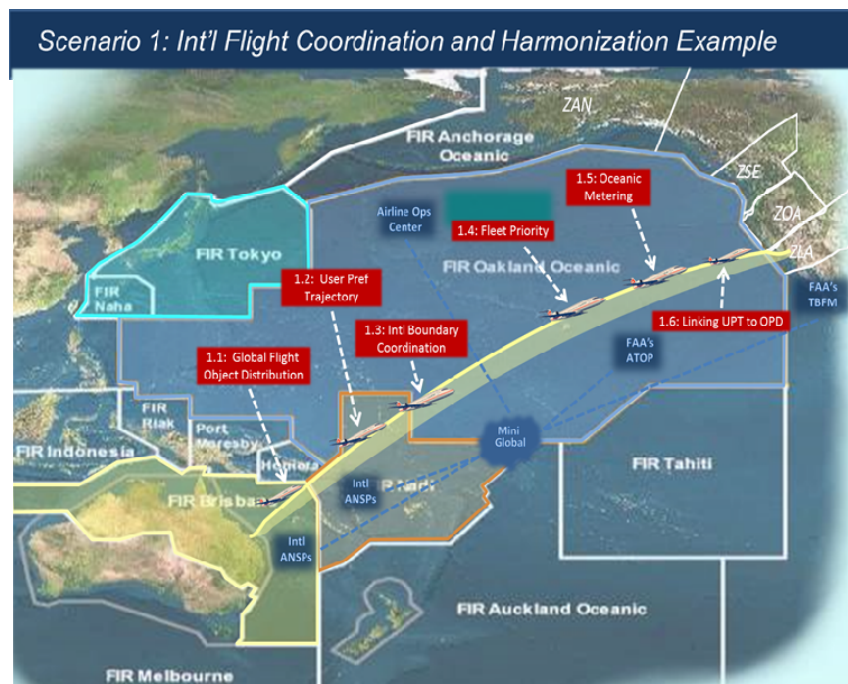 Scenario 1: Int'l Flight Coordination and Harmonization Example
ZAN
FIR Anchorage
Oceanic
ZSE
1.5: Oceanic
Metering
ZOA
Airline Ops
Center
1.4: Fleet Priority
ZLA
FIR Tokyo
FIR Oakland Oceanic
FIR
Naha
1.2: User Pref
Trajectory
FAA's
TBFM
1.3: Intl Boundary
Coordination
1.6: Linking UPT to OPD
1.1: Global Flight
Object Distribution
FAA's
ATOP
FIR
Riak
Port
Moresby
Mini
Global
FIR Indonesia
Honiara
FIR Tahiti
Intl
ANSPs
FIR Brisbane
Intl
ANSPs
FIR Auckland Oceanic
FIR Melbourne